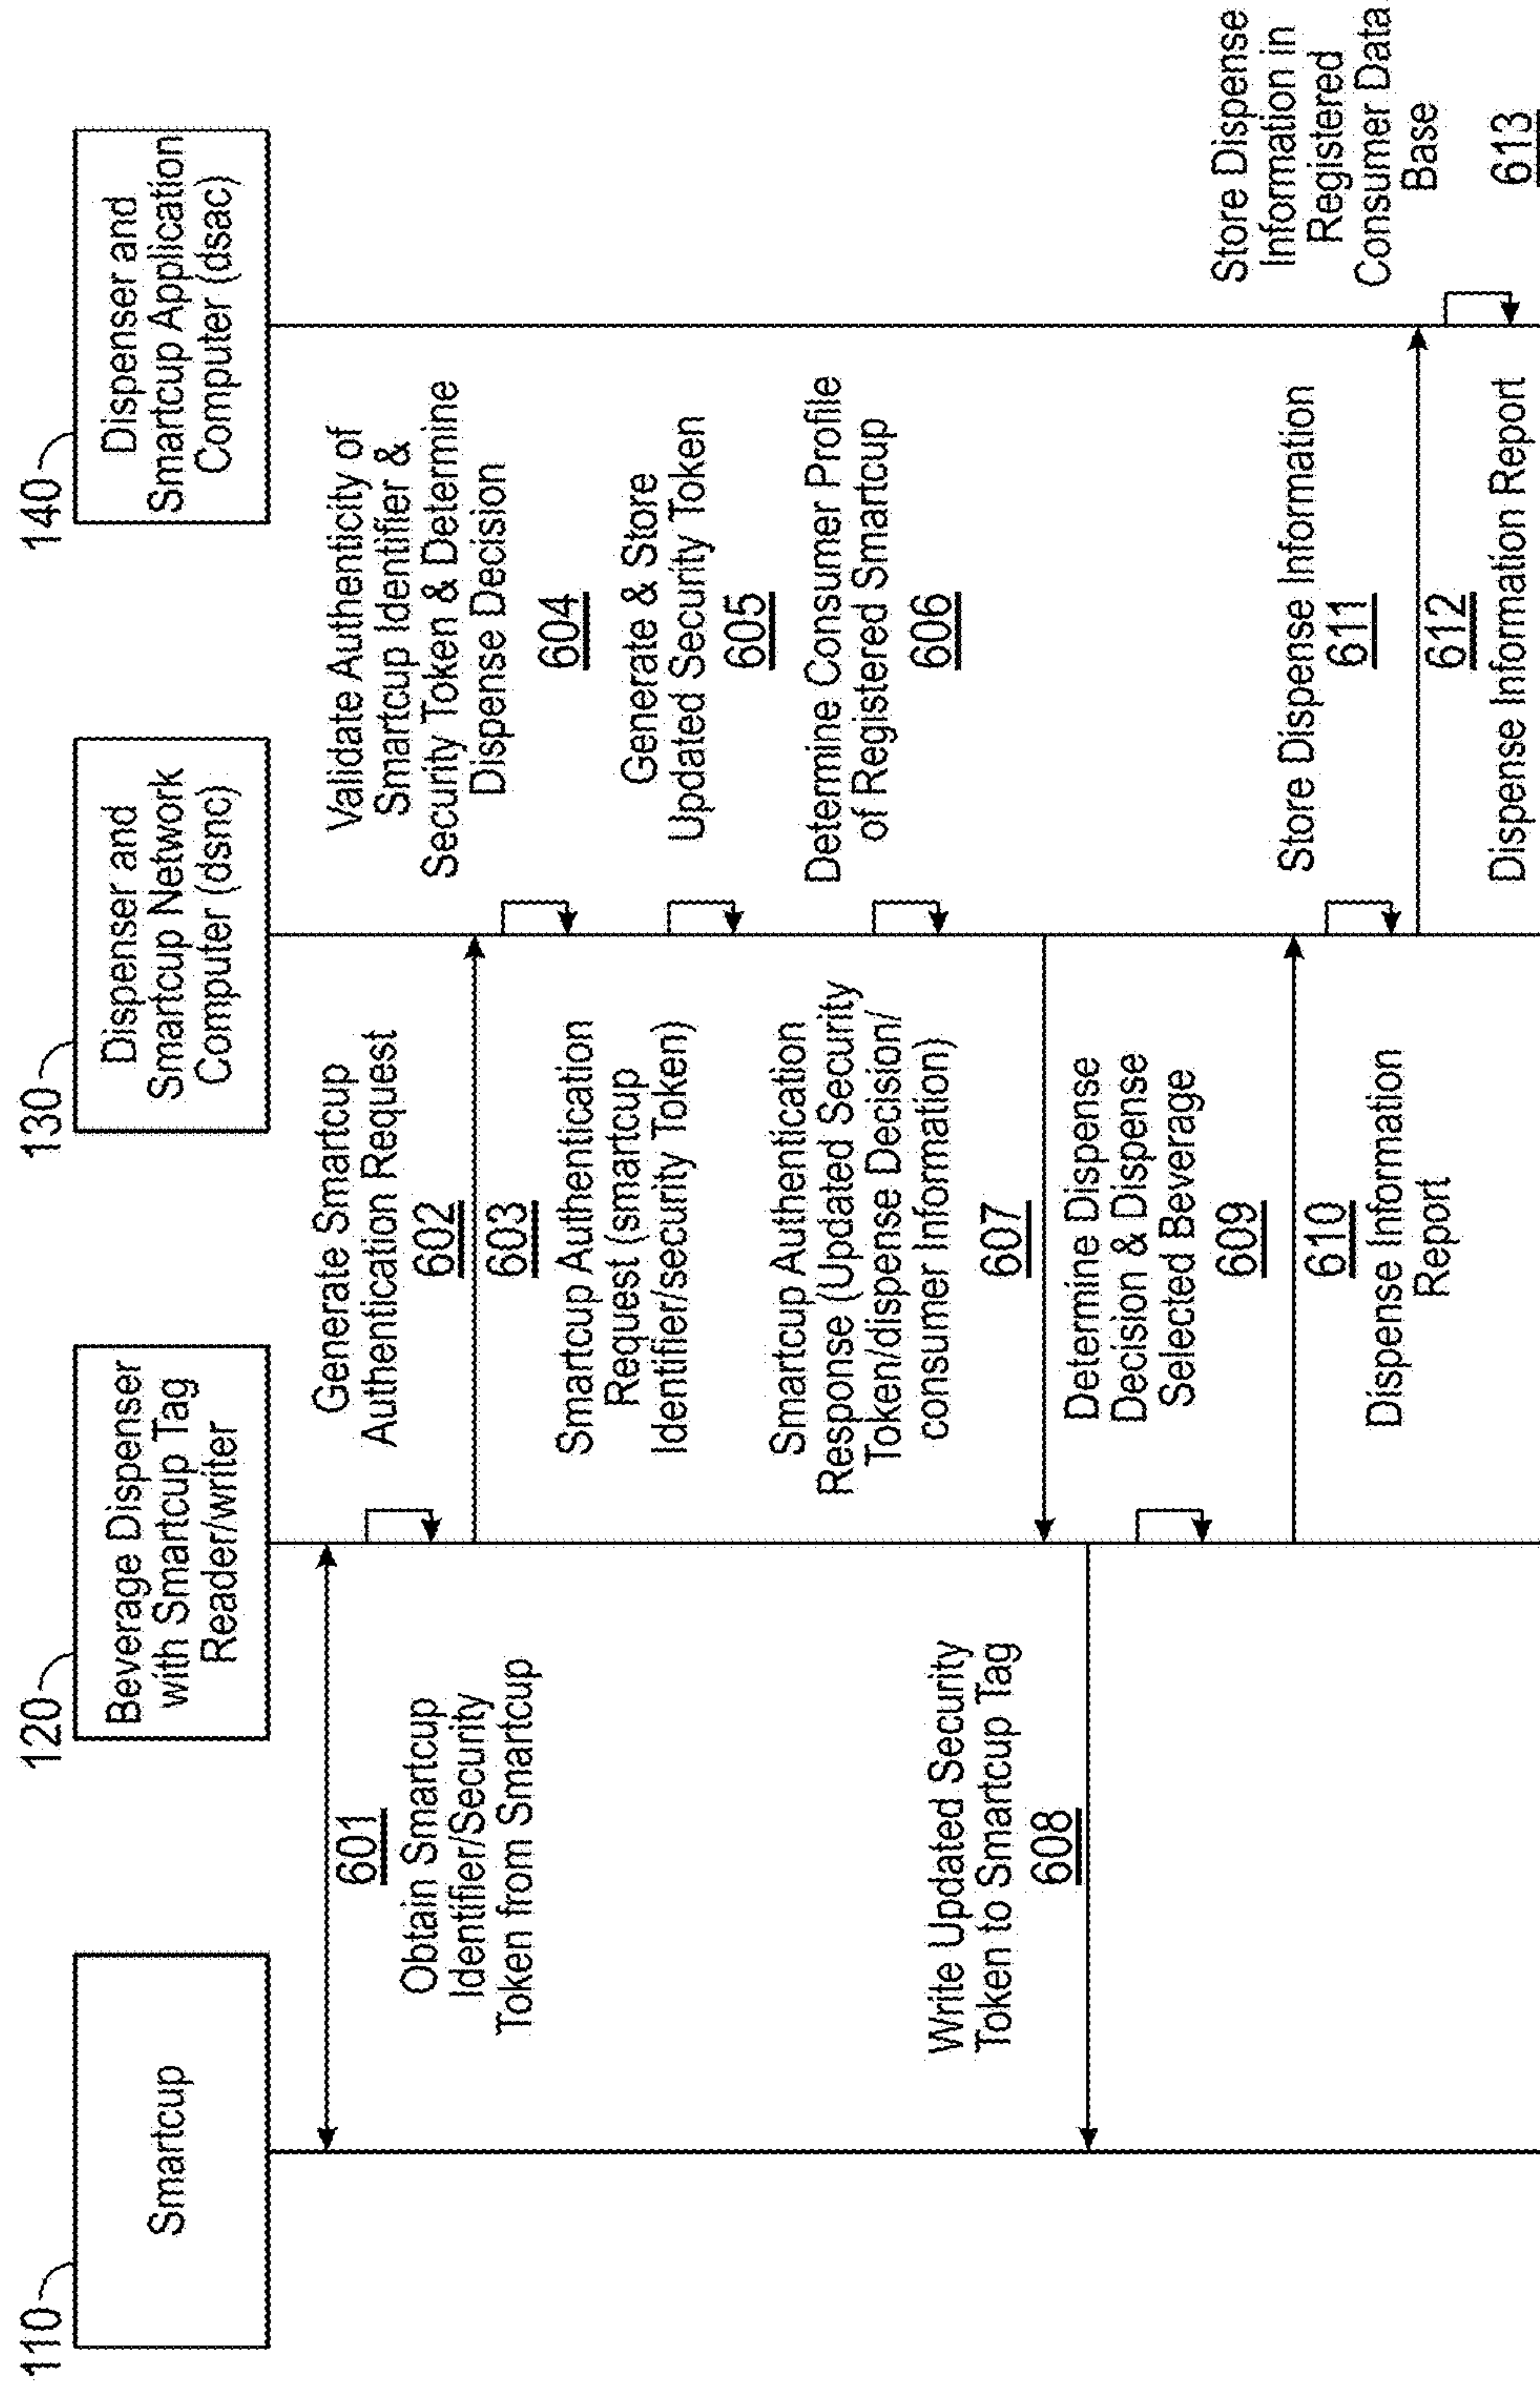 110
Smartcup
120
Beverage Dispenser
with Smartcup Tag
Reader/writer
130
Dispenser and
Smartcup Network
Computer (dsnc)
140
Dispenser and
Smartcup Application
Computer (dsac)
601
Obtain Smartcup
Identifier/Security
Token from Smartcup
Generate Smartcup
Authentication Request
602
603
Smartcup Authentication
Request (smartcup
Identifier/security Token)
Validate Authenticity of
Smartcup Identifier &
Security Token & Determine
Dispense Decision
604
Generate & Store
Updated Security Token
605
Determine Consumer Profile
of Registered Smartcup
606
Smartcup Authentication
Response (Updated Security
Token/dispense Decision/
consumer Information)
607
Write Updated Security
Token to Smartcup Tag
608
Determine Dispense
Decision & Dispense
Selected Beverage
609
610
Dispense Information
Report
Store Dispense Information
611
612
Dispense Information Report
Store Dispense
Information in
Registered
Consumer Data
Base
613